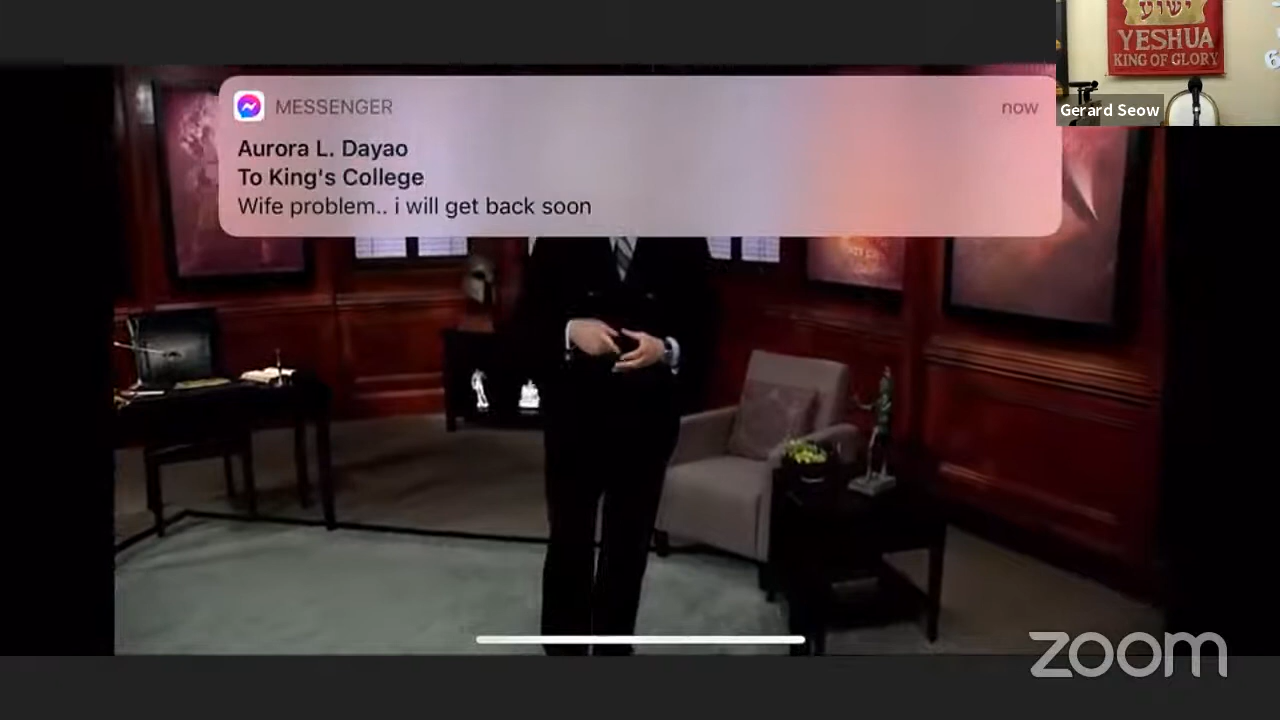 ישוע
YESHUA
KING OF GLORY
Gerard Seow
MESSENGER
now
Aurora L. Dayao
To King's College
Wife problem.. i will get back soon
zoom